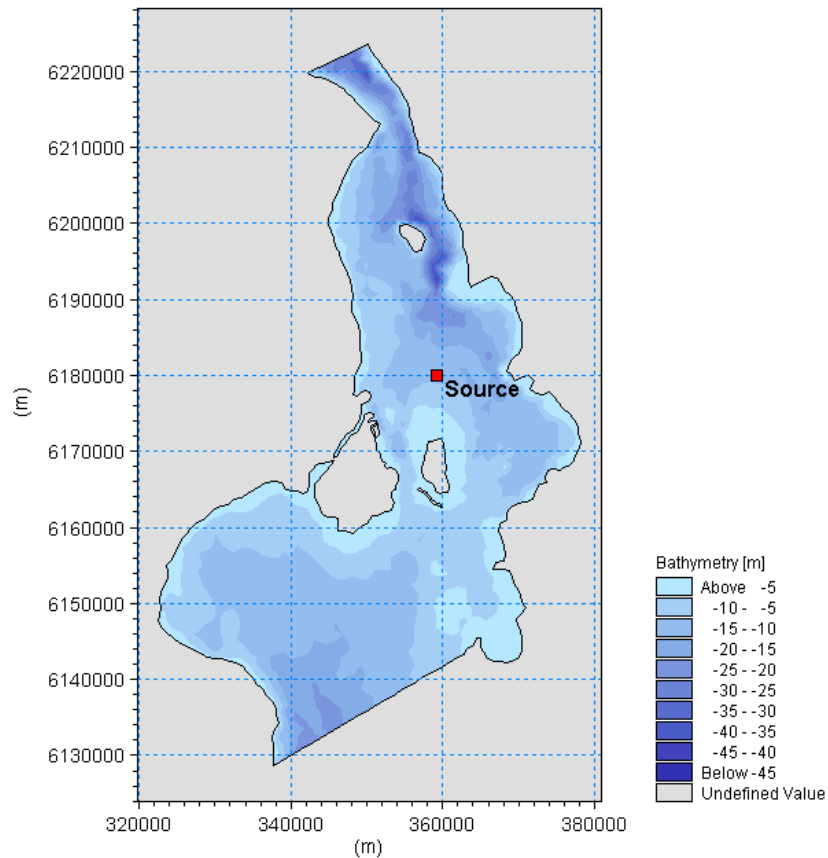 6220000
6210000
6200000
6190000
6180000
6170000
6160000
6150000
6140000
6130000
(m)
Source
320000 340000 360000 380000
(m)
Bathymetry [m]
Above -5
-10 - -5
-15 - -10
-20 - -15
-25 - -20
-30 - -25
-35 - -30
-40 - -35
-45 - -40
Below -45
Undefined Value